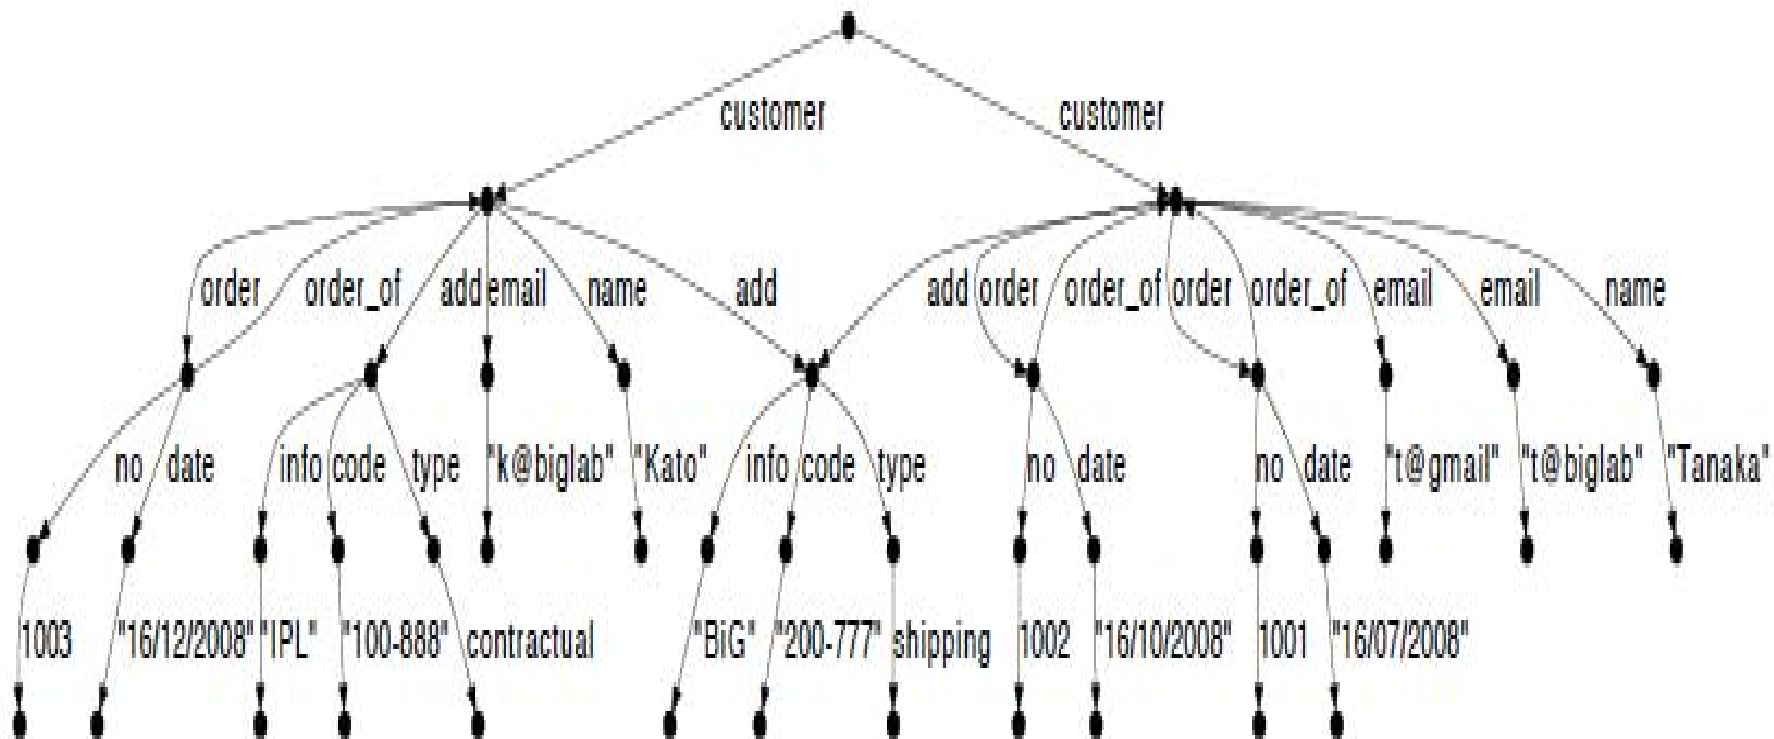 customer customer
order order_of add email name add add order order_of order order_of email email name
no date info code type "k@biglab" "Kato" info code type no date no date "t@gmail" "t@biglab" "Tanaka"
1003 "16/12/2008" "IPL" "100-888" contractual "BiG" "200-777" shipping 1002 "16/10/2008" 1001 "16/07/2008"